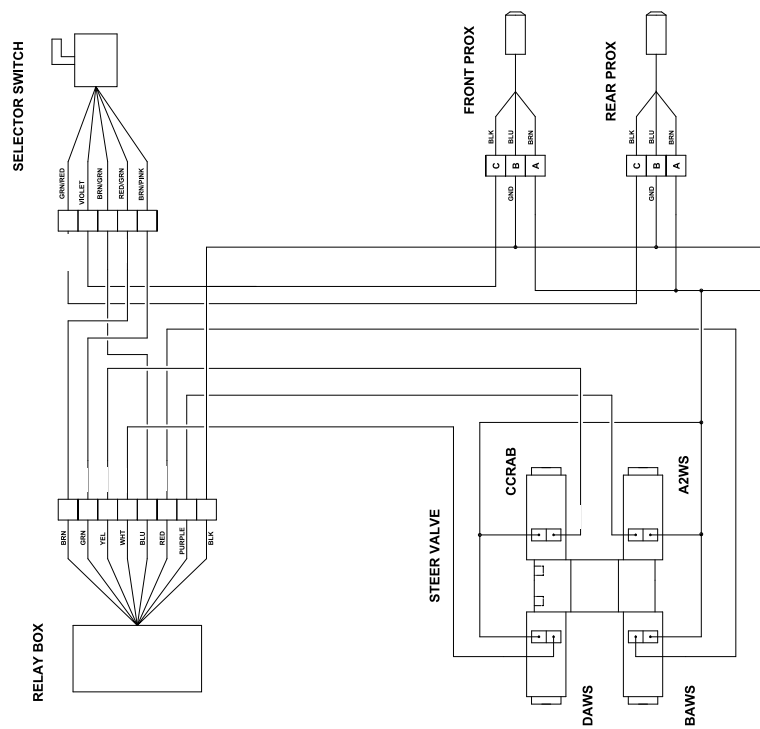 SELECTOR SWITCH
GRN/RED
VIOLET
BRN/GRN
RED/GRN
BRN/PINK
FRONT PROX
BLK
BLU
BRN
C
B
A
GND
REAR PROX
BLK
BLU
BRN
C
B
A
GND
CCRAB
A2WS
STEER VALVE
BRN
GRN
YEL
WHT
BLU
RED
PURPLE
BLK
RELAY BOX
DAWS
BAWS